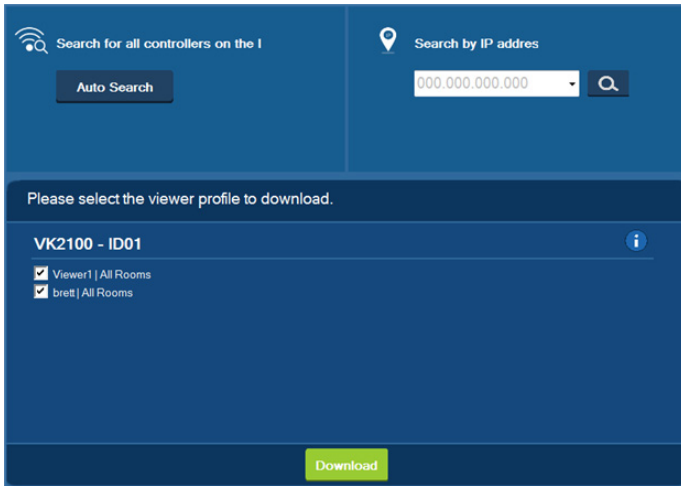 Search for all controllers on the I
Auto Search
Search by IP addres
000.000.000.000
Please select the viewer profile to download.
VK2100 - ID01
Viewer1 | All Rooms
brett | All Rooms
Download